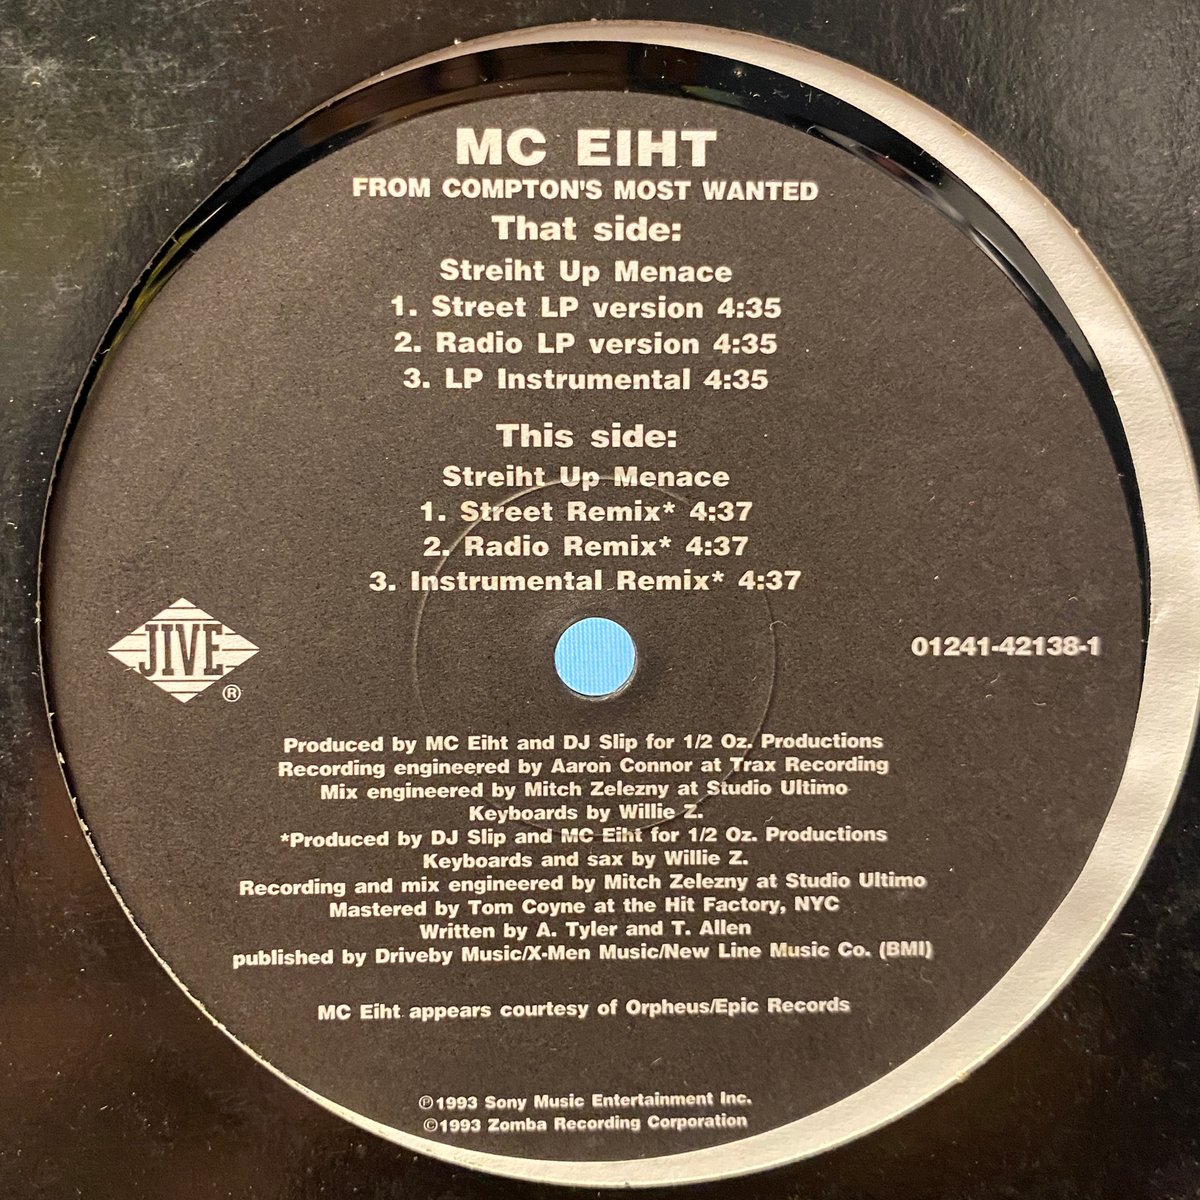 MC EIHT
FROM COMPTON'S MOST WANTED
That side:
Streiht Up Menace
1. Street LP version 4:35
2. Radio LP version 4:35
3. LP Instrumental 4:35
This side:
Streiht Up Menace
1. Street Remix* 4:37
2. Radio Remix* 4:37
3. Instrumental Remix* 4:37
JIVE
®
01241-42138-1
Produced by MC Eiht and DJ Slip for 1/2 Oz. Productions
Recording engineered by Aaron Connor at Trax Recording
Mix engineered by Mitch Zelezny at Studio Ultimo
Keyboards by Willie Z.
*Produced by DJ Slip and MC Eiht for 1/2 Oz. Productions
Keyboards and sax by Willie Z.
Recording and mix engineered by Mitch Zelezny at Studio Ultimo
Mastered by Tom Coyne at the Hit Factory, NYC
Written by A. Tyler and T. Allen
published by Driveby Music/X-Men Music/New Line Music Co. (BMI)
MC Eiht appears courtesy of Orpheus/Epic Records
℗1993 Sony Music Entertainment Inc.
©1993 Zomba Recording Corporation